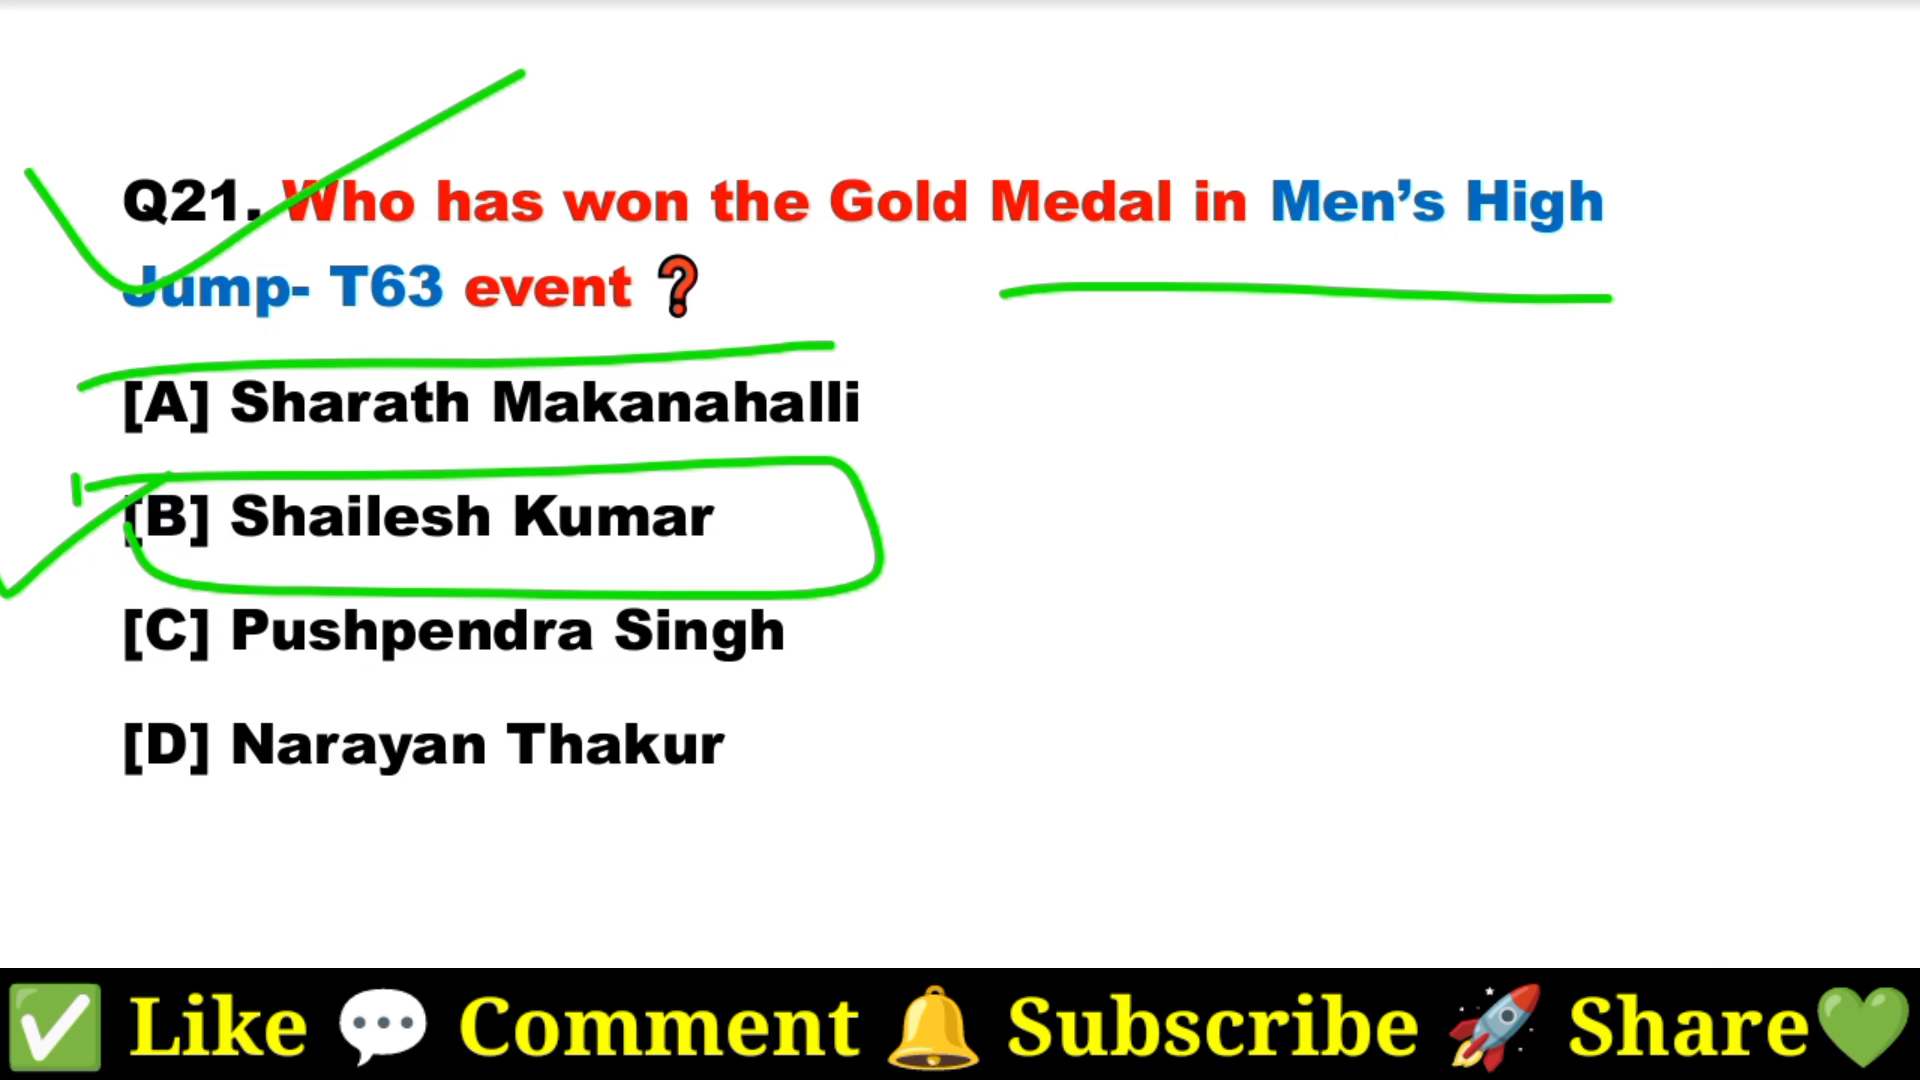 Q21. Who has won the Gold Medal in Men’s High
Jump- T63 event ❓
[A] Sharath Makanahalli
[B] Shailesh Kumar
[C] Pushpendra Singh
[D] Narayan Thakur
✅ Like 💬 Comment 🔔 Subscribe 🚀 Share💚